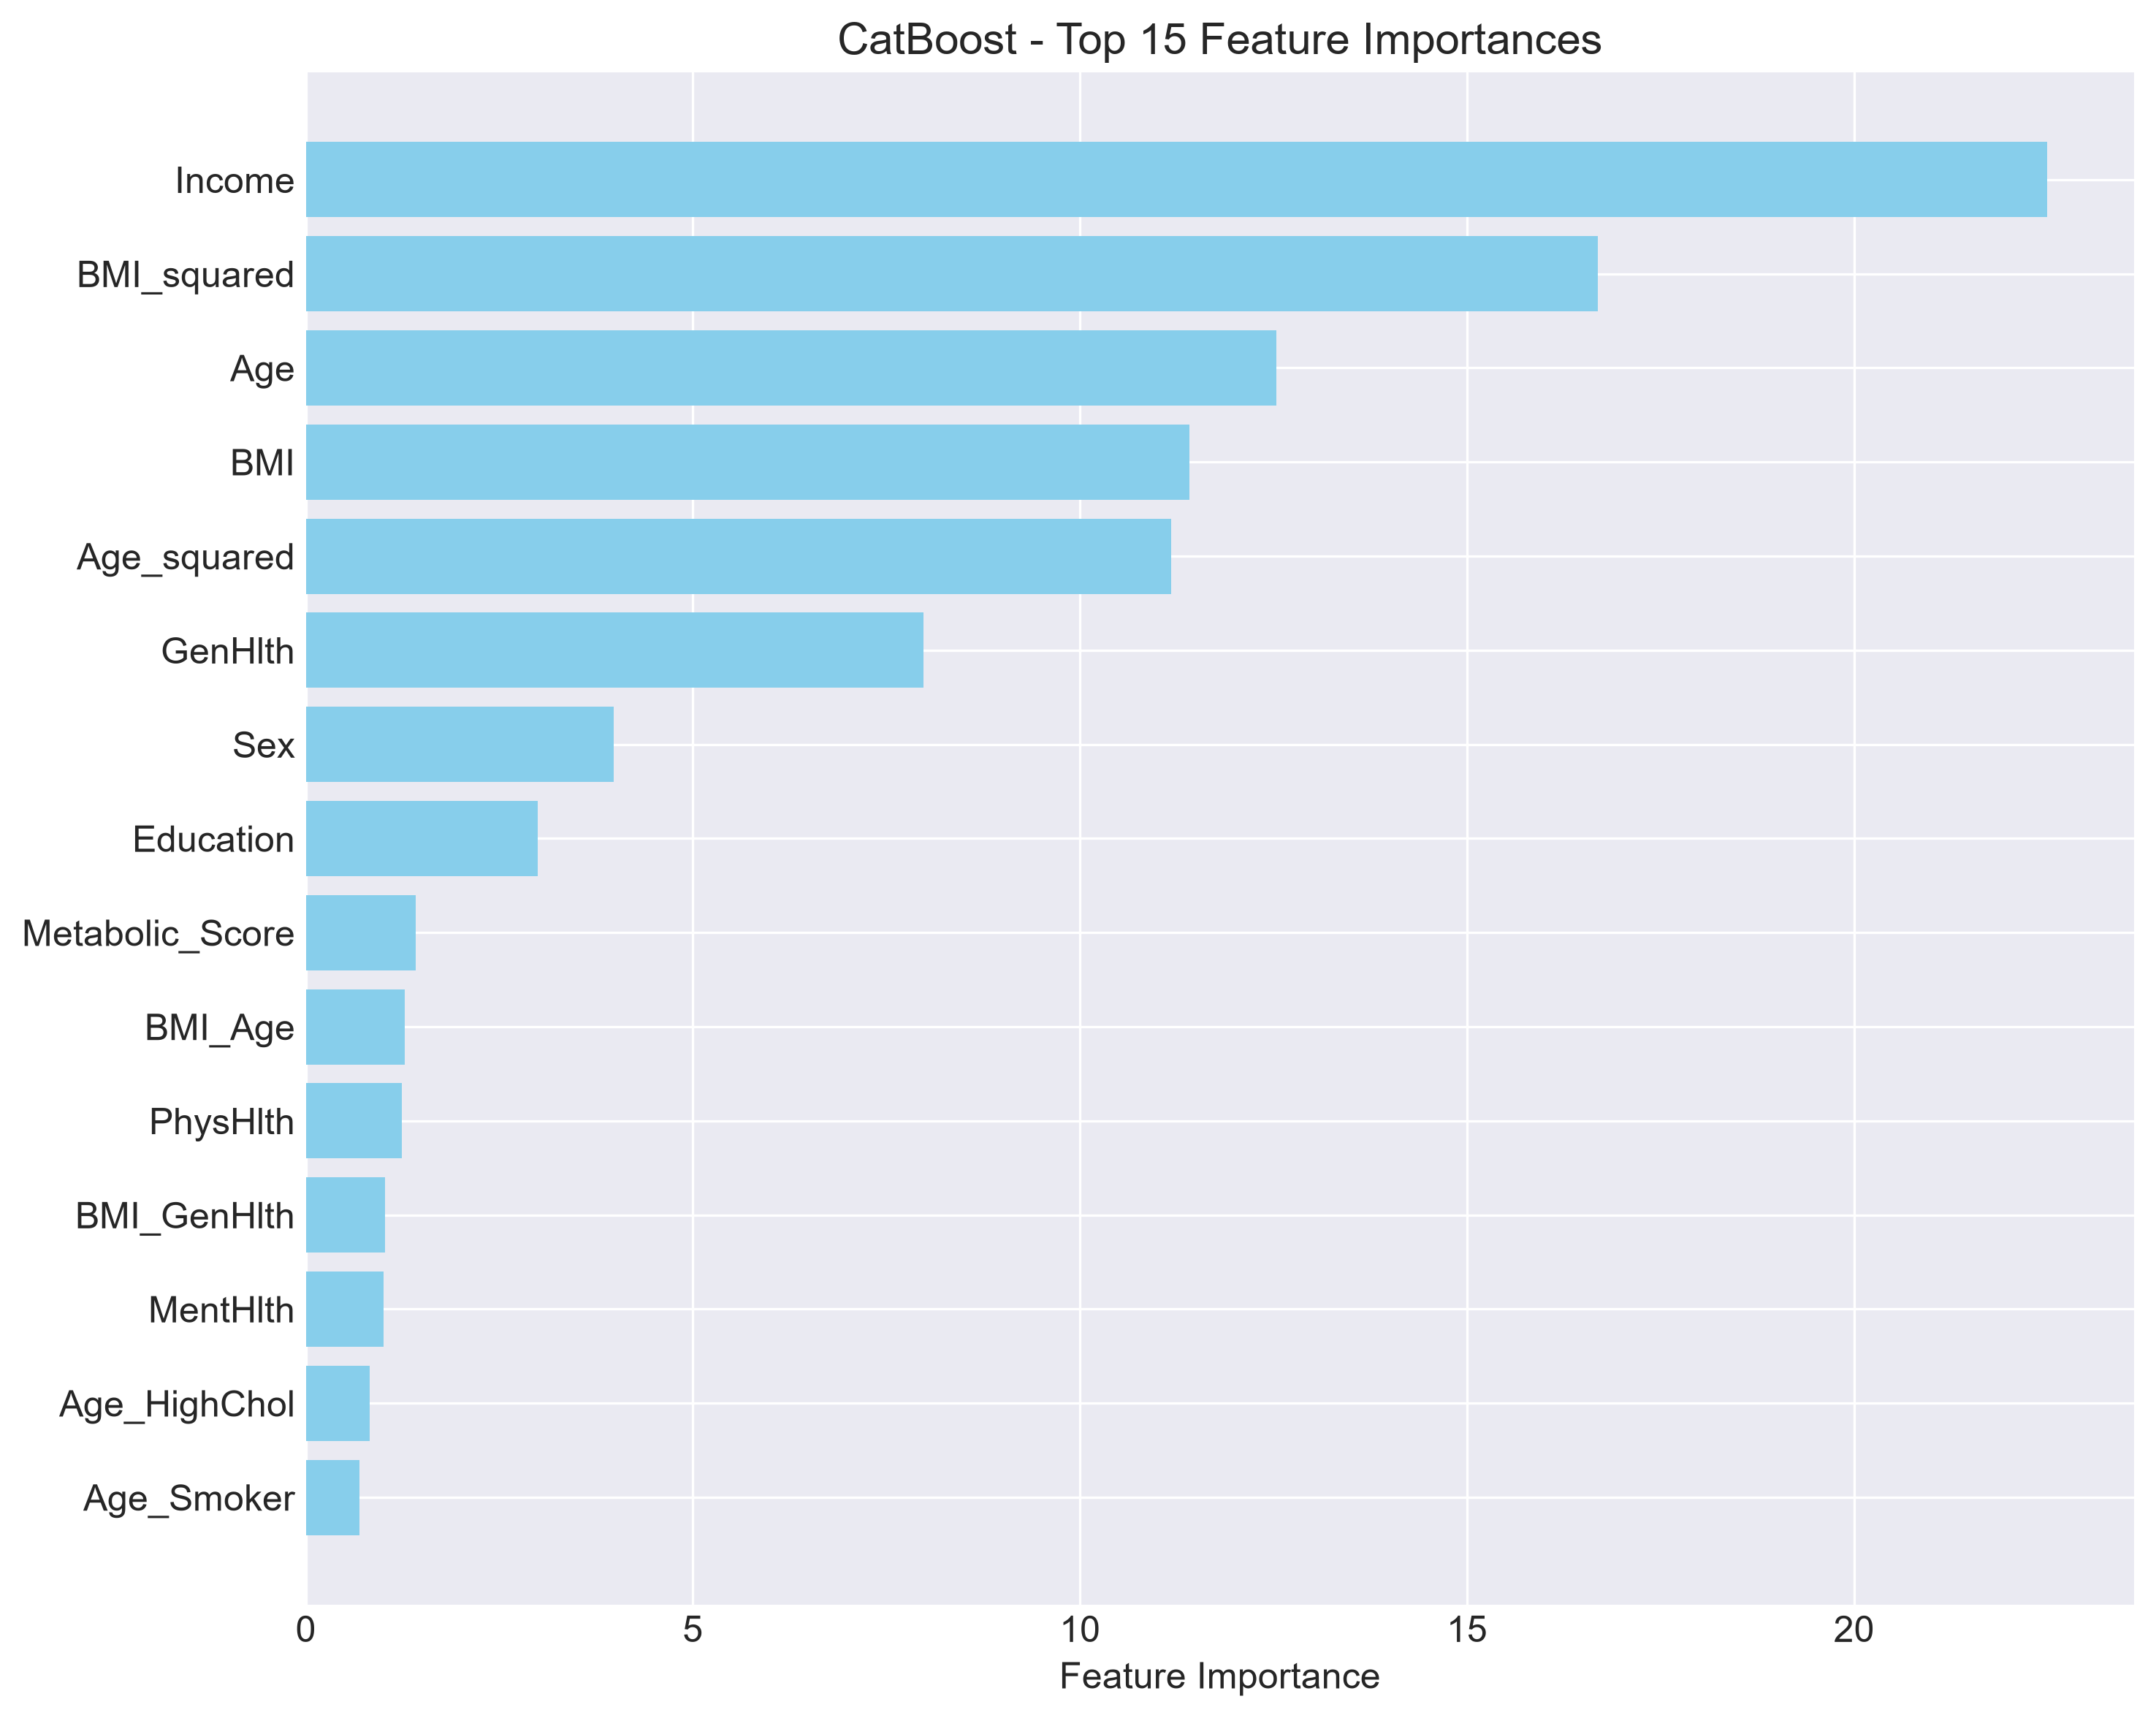 CatBoost - Top 15 Feature Importances
Income
BMI_squared
Age
BMI
Age_squared
GenHlth
Sex
Education
Metabolic_Score
BMI_Age
PhysHlth
BMI_GenHlth
MentHlth
Age_HighChol
Age_Smoker
0 5 10 15 20
Feature Importance